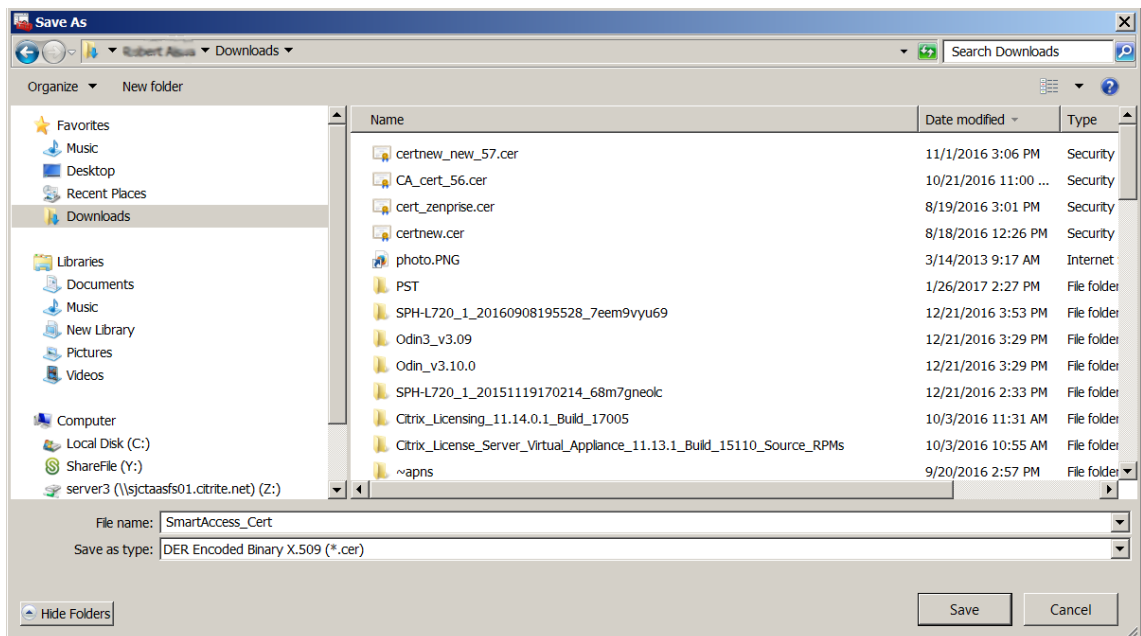 Save As
Downloads
Search Downloads
Organize New folder
Name Date modified Type
Favorites
Music
Desktop
Recent Places
Downloads
Libraries
Documents
Music
New Library
Pictures
Videos
Computer
Local Disk (C:)
ShareFile (Y:)
server3 (\\sjctaasfs01.citrite.net) (Z:)
certnew_new_57.cer 11/1/2016 3:06 PM Security
CA_cert_56.cer 10/21/2016 11:00 ... Security
cert_zenprise.cer 8/19/2016 3:01 PM Security
certnew.cer 8/18/2016 12:26 PM Security
photo.PNG 3/14/2013 9:17 AM Internet
PST 1/26/2017 2:27 PM File folder
SPH-L720_1_20160908195528_7eem9vyu69 12/21/2016 3:53 PM File folder
Odin3_v3.09 12/21/2016 3:29 PM File folder
Odin_v3.10.0 12/21/2016 3:29 PM File folder
SPH-L720_1_20151119170214_68m7gneolc 12/21/2016 2:33 PM File folder
Citrix_Licensing_11.14.0.1_Build_17005 10/3/2016 11:31 AM File folder
Citrix_License_Server_Virtual_Appliance_11.13.1_Build_15110_Source_RPMs 10/3/2016 10:55 AM File folder
~apns 9/20/2016 2:57 PM File folder
File name: SmartAccess_Cert
Save as type: DER Encoded Binary X.509 (*.cer)
Hide Folders Save Cancel